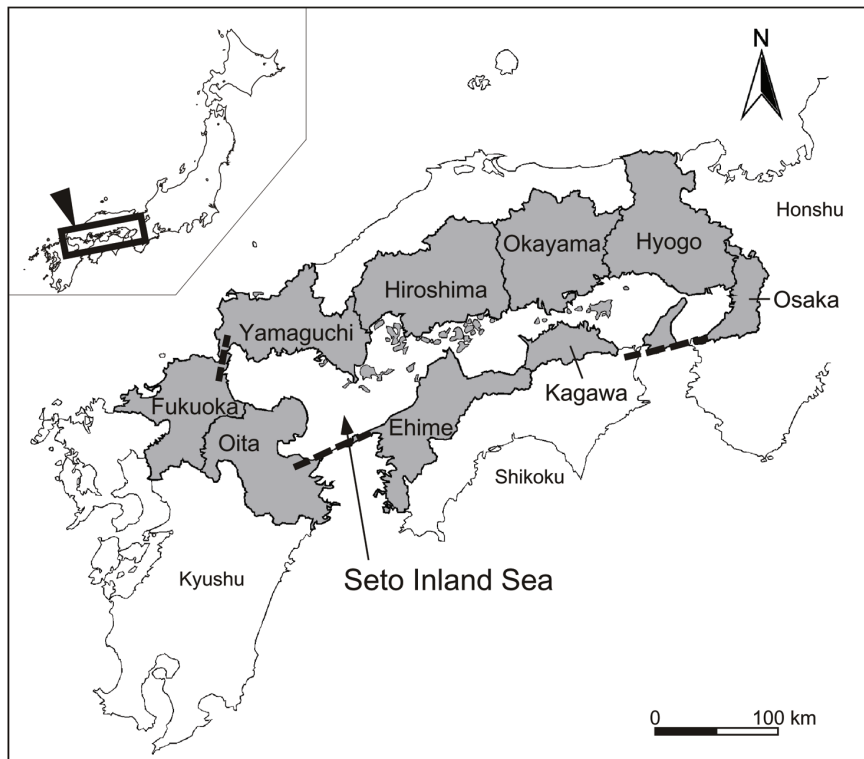 N
Honshu
Okayama
Hyogo
Hiroshima
Osaka
Yamaguchi
Kagawa
Fukuoka
Ehime
Oita
Shikoku
Kyushu
Seto Inland Sea
0 100 km